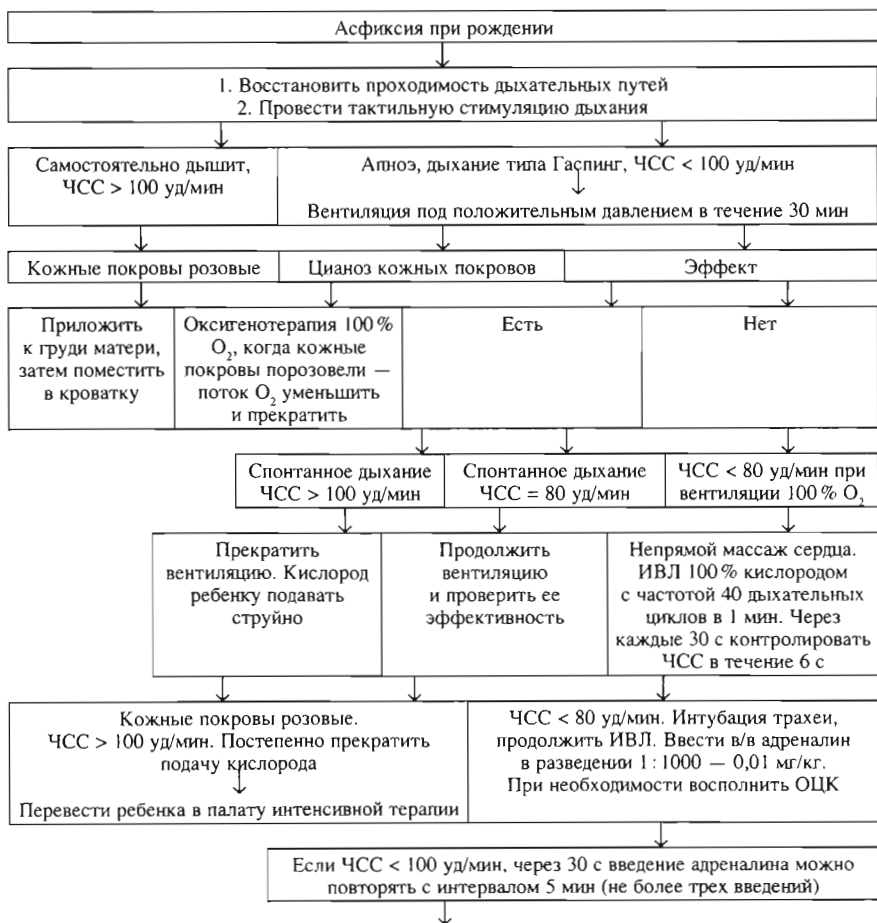 Асфиксия при рождении
1. Восстановить проходимость дыхательных путей
2. Провести тактильную стимуляцию дыхания
Самостоятельно дышит,
ЧСС > 100 уд/мин
Апноэ, дыхание типа Гаспинг, ЧСС < 100 уд/мин
Вентиляция под положительным давлением в течение 30 мин
Кожные покровы розовые
Цианоз кожных покровов
Эффект
Приложить
к груди матери,
затем поместить
в кроватку
Оксигенотерапия 100 %
O₂, когда кожные
покровы порозовели —
поток O₂ уменьшить
и прекратить
Есть
Нет
Спонтанное дыхание
ЧСС > 100 уд/мин
Спонтанное дыхание
ЧСС = 80 уд/мин
ЧСС < 80 уд/мин при
вентиляции 100 % O₂
Прекратить
вентиляцию. Кислород
ребенку подавать
струйно
Продолжить
вентиляцию
и проверить ее
эффективность
Непрямой массаж сердца.
ИВЛ 100 % кислородом
с частотой 40 дыхательных
циклов в 1 мин. Через
каждые 30 с контролировать
ЧСС в течение 6 с
Кожные покровы розовые.
ЧСС > 100 уд/мин. Постепенно прекратить
подачу кислорода
Перевести ребенка в палату интенсивной терапии
ЧСС < 80 уд/мин. Интубация трахеи,
продолжить ИВЛ. Ввести в/в адреналин
в разведении 1 : 1000 — 0,01 мг/кг.
При необходимости восполнить ОЦК
Если ЧСС < 100 уд/мин, через 30 с введение адреналина можно
повторять с интервалом 5 мин (не более трех введений)